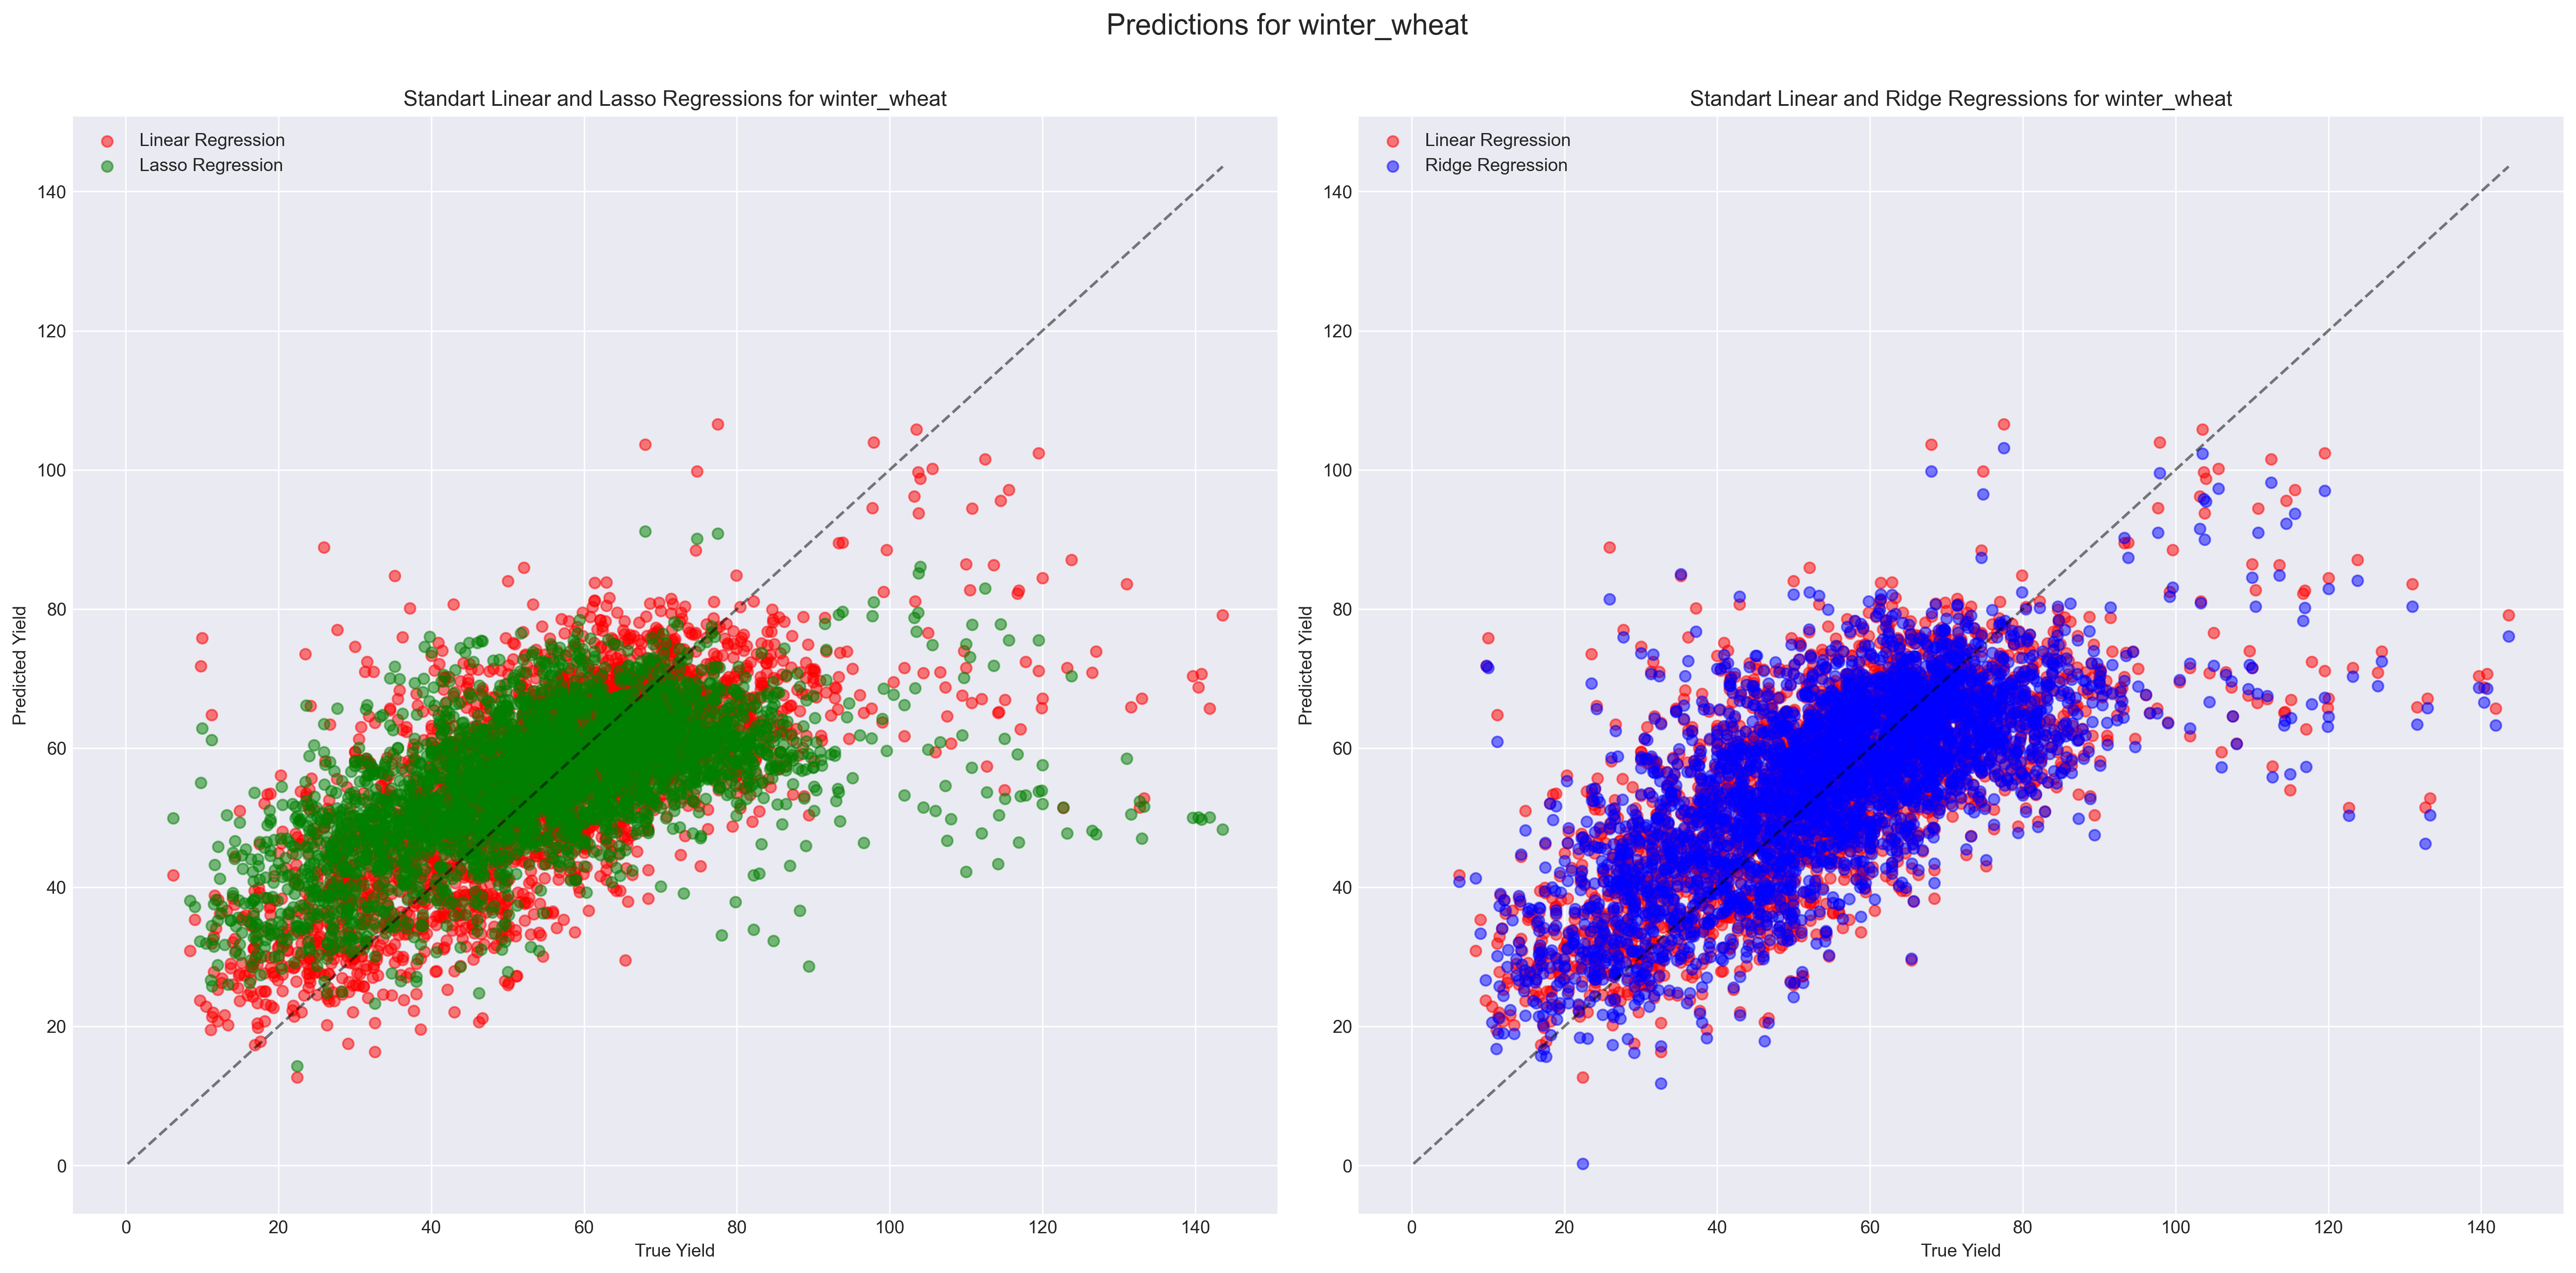 Predictions for winter_wheat
Standart Linear and Lasso Regressions for winter_wheat
Linear Regression
Lasso Regression
140
120
100
80
60
40
20
0
Predicted Yield
0 20 40 60 80 100 120 140
True Yield
Standart Linear and Ridge Regressions for winter_wheat
Linear Regression
Ridge Regression
140
120
100
80
60
40
20
0
Predicted Yield
0 20 40 60 80 100 120 140
True Yield